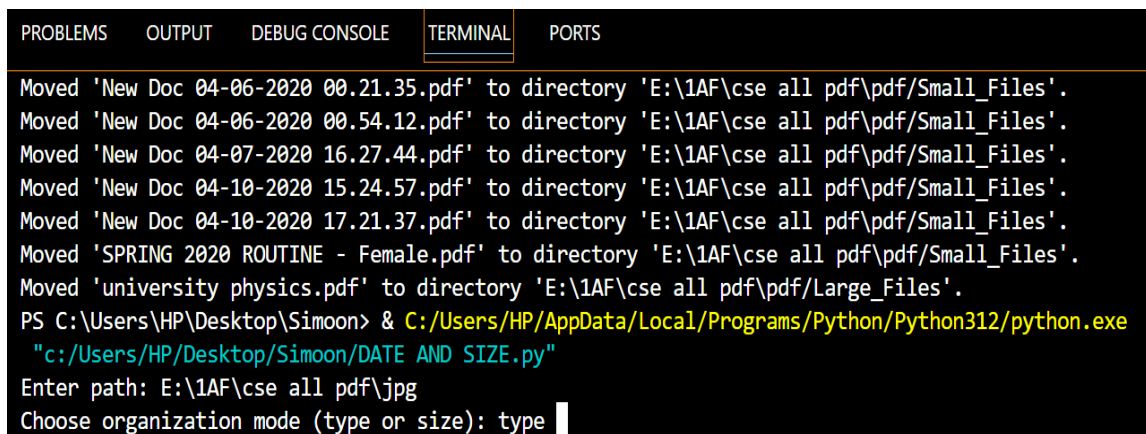 PROBLEMS OUTPUT DEBUG CONSOLE TERMINAL PORTS
Moved 'New Doc 04-06-2020 00.21.35.pdf' to directory 'E:\1AF\cse all pdf\pdf/Small_Files'.
Moved 'New Doc 04-06-2020 00.54.12.pdf' to directory 'E:\1AF\cse all pdf\pdf/Small_Files'.
Moved 'New Doc 04-07-2020 16.27.44.pdf' to directory 'E:\1AF\cse all pdf\pdf/Small_Files'.
Moved 'New Doc 04-10-2020 15.24.57.pdf' to directory 'E:\1AF\cse all pdf\pdf/Small_Files'.
Moved 'New Doc 04-10-2020 17.21.37.pdf' to directory 'E:\1AF\cse all pdf\pdf/Small_Files'.
Moved 'SPRING 2020 ROUTINE - Female.pdf' to directory 'E:\1AF\cse all pdf\pdf/Small_Files'.
Moved 'university physics.pdf' to directory 'E:\1AF\cse all pdf\pdf/Large_Files'.
PS C:\Users\HP\Desktop\Simoon> & C:/Users/HP/AppData/Local/Programs/Python/Python312/python.exe
"c:/Users/HP/Desktop/Simoon/DATE AND SIZE.py"
Enter path: E:\1AF\cse all pdf\jpg
Choose organization mode (type or size): type